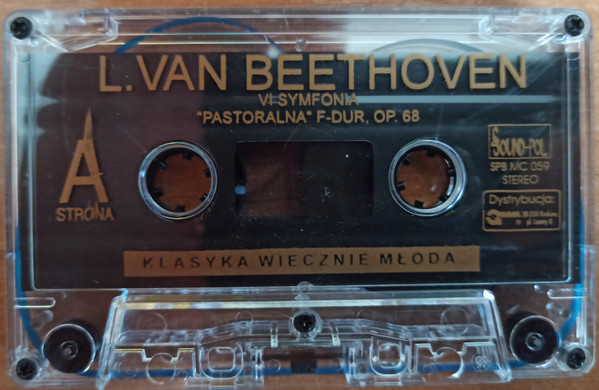 L. VAN BEETHOVEN
VI SYMFONIA
"PASTORALNA" F-DUR, OP. 68
A
STRONA
SOUND-POL
SPB MC 059
STEREO
Dystrybucja:
KLASYKA WIECZNIE MŁODA